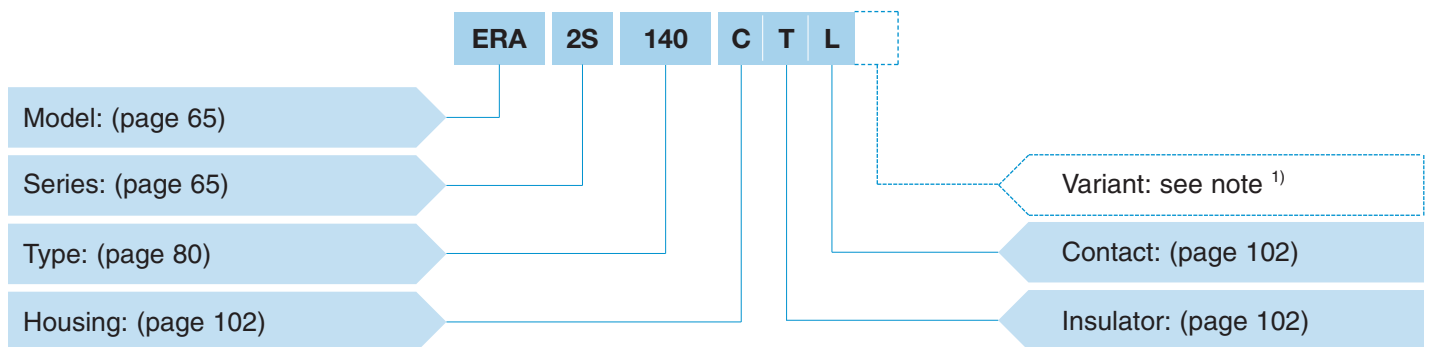 ERA 2S 140 C T L
Model: (page 65)
Series: (page 65)
Type: (page 80)
Housing: (page 102)
Variant: see note 1)
Contact: (page 102)
Insulator: (page 102)